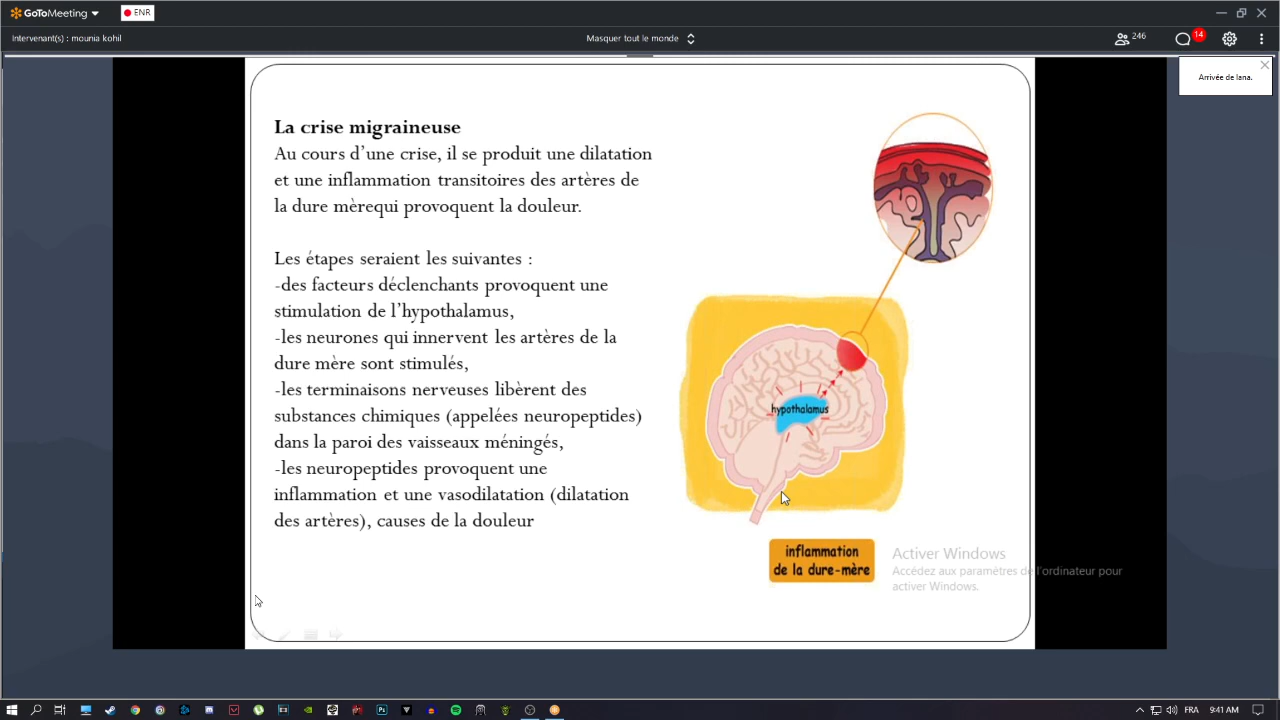 GoToMeeting
ENR
Intervenant(s) : mounia kohil
Masquer tout le monde
246
14
Arrivée de lana.
La crise migraineuse
Au cours d’une crise, il se produit une dilatation
et une inflammation transitoires des artères de
la dure mèrequi provoquent la douleur.
Les étapes seraient les suivantes :
-des facteurs déclenchants provoquent une
stimulation de l’hypothalamus,
-les neurones qui innervent les artères de la
dure mère sont stimulés,
-les terminaisons nerveuses libèrent des
substances chimiques (appelées neuropeptides)
dans la paroi des vaisseaux méningés,
-les neuropeptides provoquent une
inflammation et une vasodilatation (dilatation
des artères), causes de la douleur
hypothalamus
inflammation
de la dure-mère
Activer Windows
Accédez aux paramètres de l'ordinateur pour
activer Windows.
FRA
9:41 AM